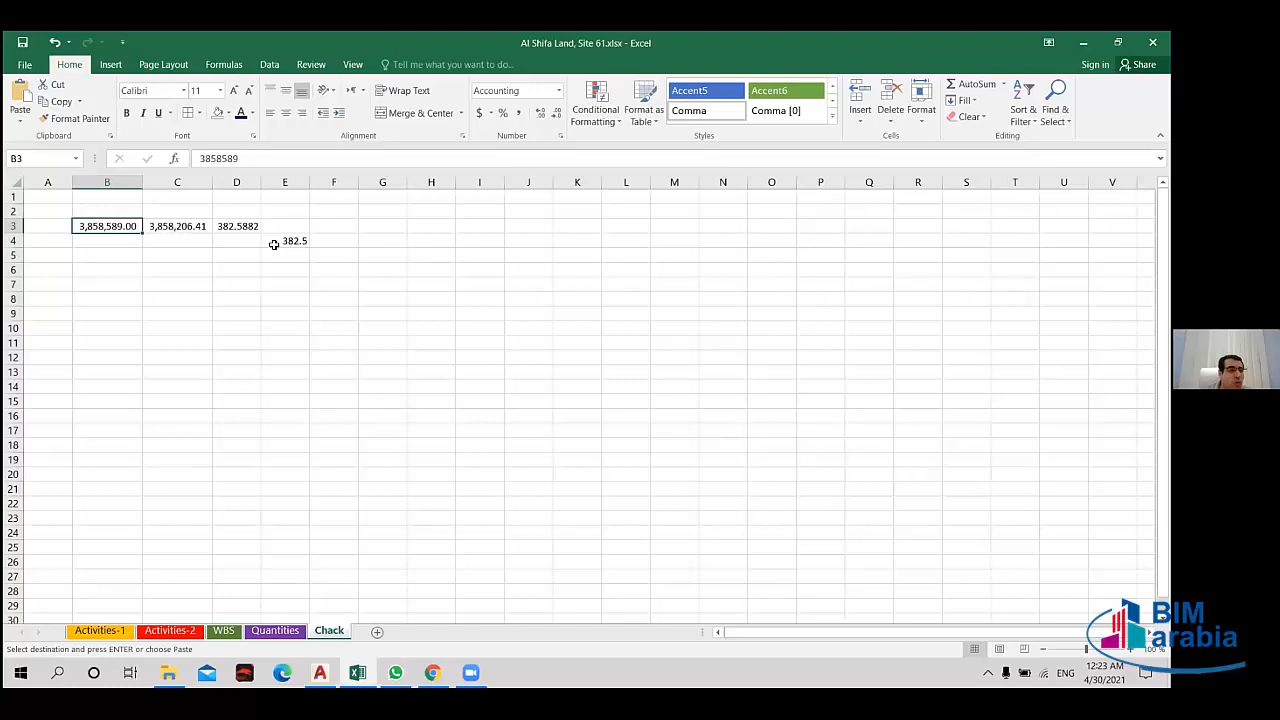 Al Shifa Land, Site 61.xlsx - Excel
File Home Insert Page Layout Formulas Data Review View Tell me what you want to do... Sign in Share
Paste Cut Copy Format Painter Clipboard
Calibri 11 B I U Font
Wrap Text Merge & Center Alignment
Accounting $ % Number
Conditional Formatting Format as Table
Accent5 Accent6
Comma Comma [0]
Styles
Insert Delete Format Cells
AutoSum Fill Clear Sort & Filter Find & Select Editing
B3 fx 3858589
A B C D E F G H I J K L M N O P Q R S T U V
1
2
3 3,858,589.00 3,858,206.41 382.5882
4 382.5
5
6
7
8
9
10
11
12
13
14
15
16
17
18
19
20
21
22
23
24
25
26
27
28
29
30
Activities-1 Activities-2 WBS Quantities Chack
Select destination and press ENTER or choose Paste
BIM
arabia
ENG 12:23 AM
4/30/2021